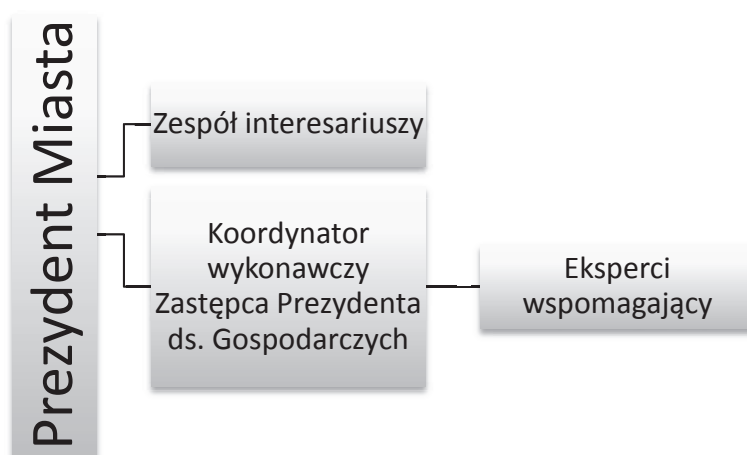 Prezydent Miasta
Zespół interesariuszy
Koordynator
wykonawczy
Zastępca Prezydenta
ds. Gospodarczych
Eksperci
wspomagający